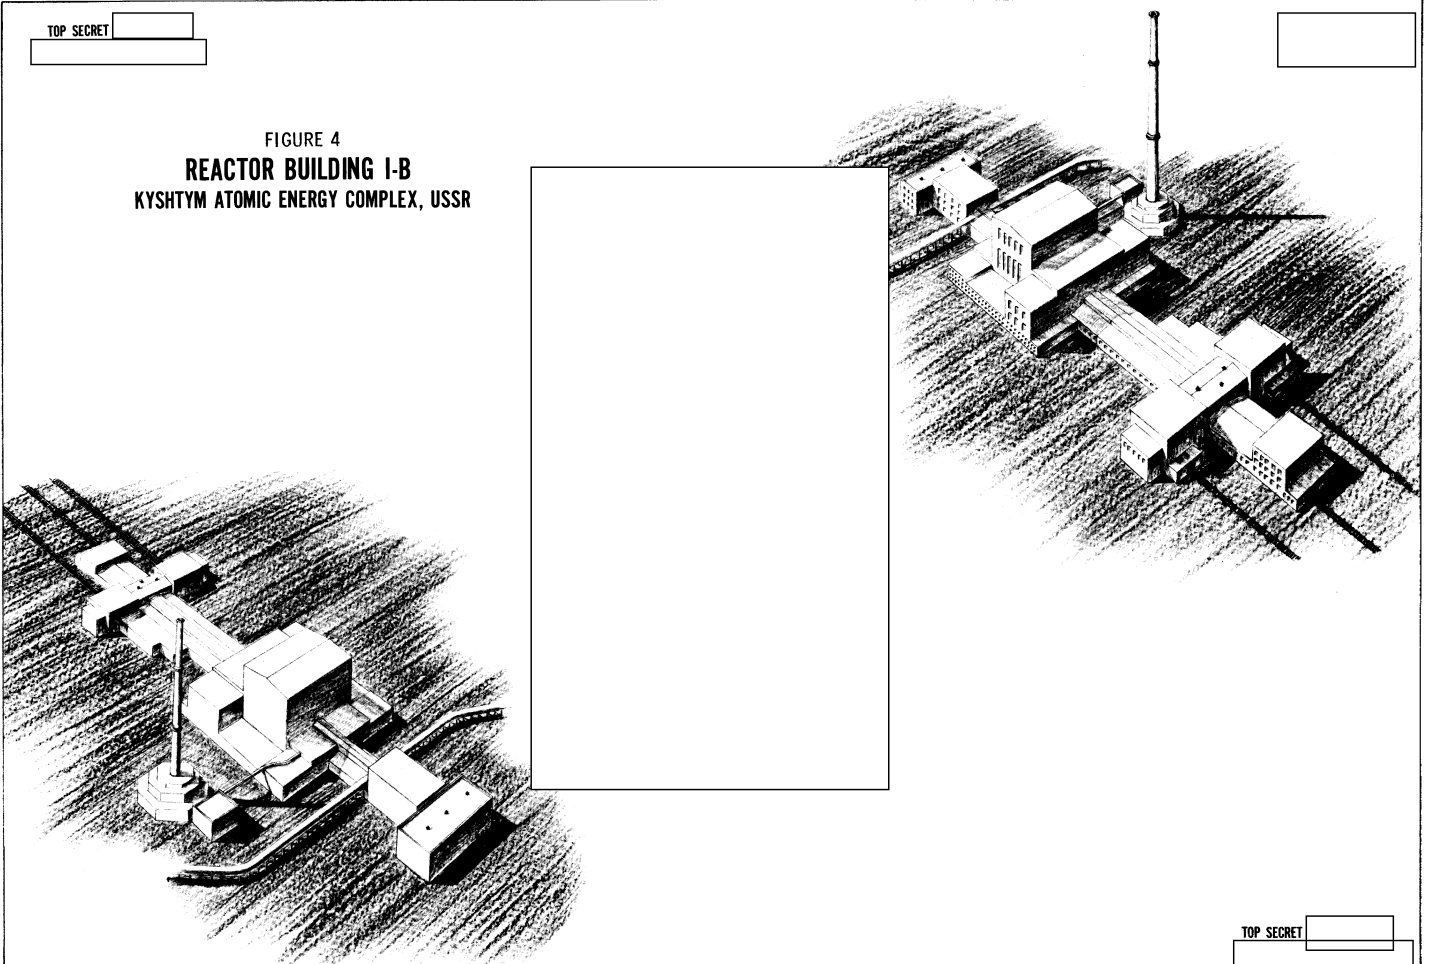 TOP SECRET
FIGURE 4
REACTOR BUILDING I-B
KYSHTYM ATOMIC ENERGY COMPLEX, USSR
TOP SECRET